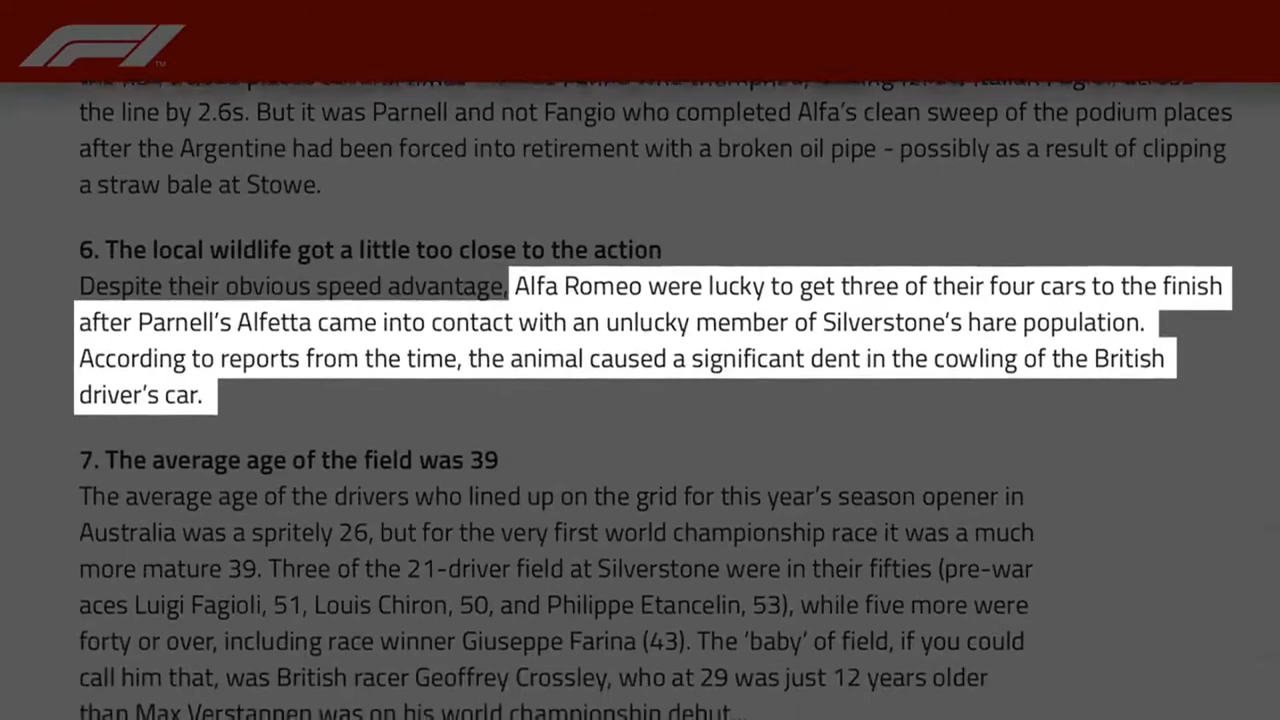 F1 TM
the line by 2.6s. But it was Parnell and not Fangio who completed Alfa's clean sweep of the podium places
after the Argentine had been forced into retirement with a broken oil pipe - possibly as a result of clipping
a straw bale at Stowe.
6. The local wildlife got a little too close to the action
Despite their obvious speed advantage, Alfa Romeo were lucky to get three of their four cars to the finish
after Parnell's Alfetta came into contact with an unlucky member of Silverstone's hare population.
According to reports from the time, the animal caused a significant dent in the cowling of the British
driver's car.
7. The average age of the field was 39
The average age of the drivers who lined up on the grid for this year's season opener in
Australia was a spritely 26, but for the very first world championship race it was a much
more mature 39. Three of the 21-driver field at Silverstone were in their fifties (pre-war
aces Luigi Fagioli, 51, Louis Chiron, 50, and Philippe Etancelin, 53), while five more were
forty or over, including race winner Giuseppe Farina (43). The 'baby' of field, if you could
call him that, was British racer Geoffrey Crossley, who at 29 was just 12 years older
than Max Verstappen was on his world championship debut...